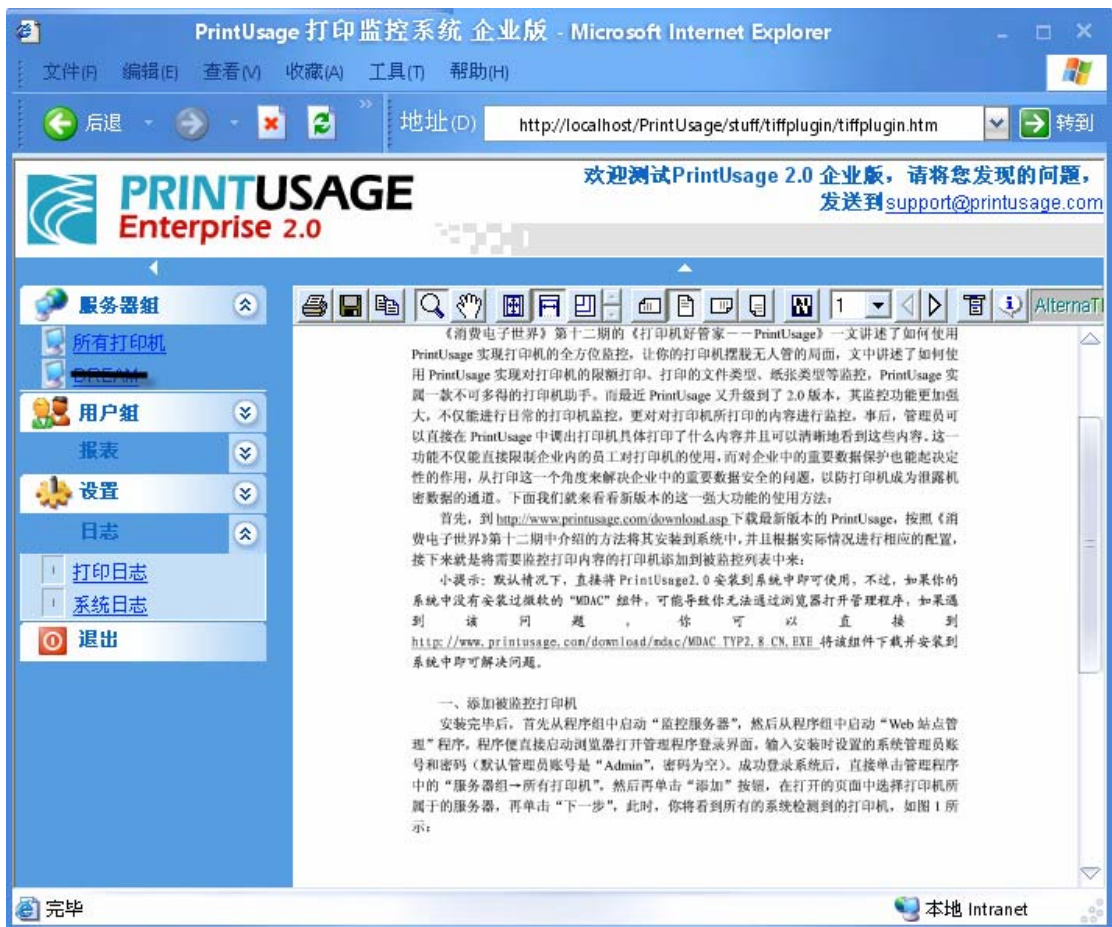 PrintUsage 打印监控系统 企业版 - Microsoft Internet Explorer
文件(F) 编辑(E) 查看(V) 收藏(A) 工具(T) 帮助(H)
后退 地址(D) http://localhost/PrintUsage/stuff/tiffplugin/tiffplugin.htm 转到
PRINTUSAGE
Enterprise 2.0
欢迎测试PrintUsage 2.0 企业版，请将您发现的问题，
发送到support@printusage.com
服务器组
所有打印机
DREAM
用户组
报表
设置
日志
打印日志
系统日志
退出
1 AlternaTI
《消费电子世界》第十二期的《打印机好管家——PrintUsage》一文讲述了如何使用
PrintUsage 实现打印机的全方位监控，让你的打印机摆脱无人管的局面，文中讲述了如何使
用 PrintUsage 实现对打印机的限额打印、打印的文件类型、纸张类型等监控，PrintUsage 实
属一款不可多得的打印机助手。而最近 PrintUsage 又升级到了 2.0 版本，其监控功能更加强
大，不仅能进行日常的打印机监控，更对对打印机所打印的内容进行监控，事后，管理员可
以直接在 PrintUsage 中调出打印机具体打印了什么内容并且可以清晰地看到这些内容。这一
功能不仅能直接限制企业内的员工对打印机的使用，而对企业中的重要数据保护也能起决定
性的作用，从打印这一个角度来解决企业中的重要数据安全的问题，以防打印机成为泄露机
密数据的通道。下面我们就来看看新版本的这一强大功能的使用方法：
首先，到 http://www.printusage.com/download.asp 下载最新版本的 PrintUsage，按照《消
费电子世界》第十二期中介绍的方法将其安装到系统中，并且根据实际情况进行相应的配置，
接下来就是将需要监控打印内容的打印机添加到被监控列表中来：
小提示：默认情况下，直接将 PrintUsage2.0 安装到系统中即可使用，不过，如果你的
系统中没有安装过微软的“MDAC”组件，可能导致你无法通过浏览器打开管理程序，如果遇
到该问题，你可以直接到
http://www.printusage.com/download/mdac/MDAC_TYP2.8_CN.EXE 将该组件下载并安装到
系统中即可解决问题。
一、添加被监控打印机
安装完毕后，首先从程序组中启动“监控服务器”，然后从程序组中启动“Web 站点管
理”程序，程序便直接启动浏览器打开管理程序登录界面，输入安装时设置的系统管理员账
号和密码（默认管理员账号是“Admin”，密码为空）。成功登录系统后，直接单击管理程序
中的“服务器组→所有打印机”，然后再单击“添加”按钮，在打开的页面中选择打印机所
属于的服务器，再单击“下一步”，此时，你将看到所有的系统检测到的打印机，如图 1 所
示：
完毕
本地 Intranet